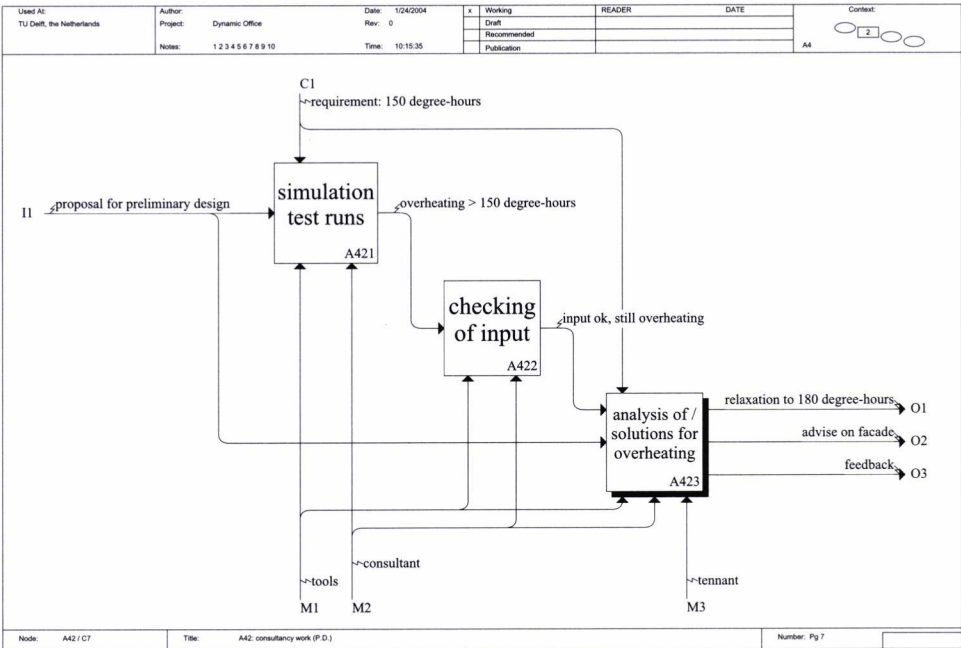 Used At: Author: Date: 1/24/2004 x Working READER DATE Context:
TU Delft, the Netherlands Project: Dynamic Office Rev: 0 Draft
Recommended 2
Notes: 1 2 3 4 5 6 7 8 9 10 Time: 10:15:35 Publication A4
C1
requirement: 150 degree-hours
I1 proposal for preliminary design
simulation
test runs
A421
overheating > 150 degree-hours
checking
of input
A422
input ok, still overheating
analysis of /
solutions for
overheating
A423
relaxation to 180 degree-hours O1
advise on facade O2
feedback O3
consultant
tools
tennant
M1 M2 M3
Node: A42 / C7 Title: A42: consultancy work (P.D.) Number: Pg 7